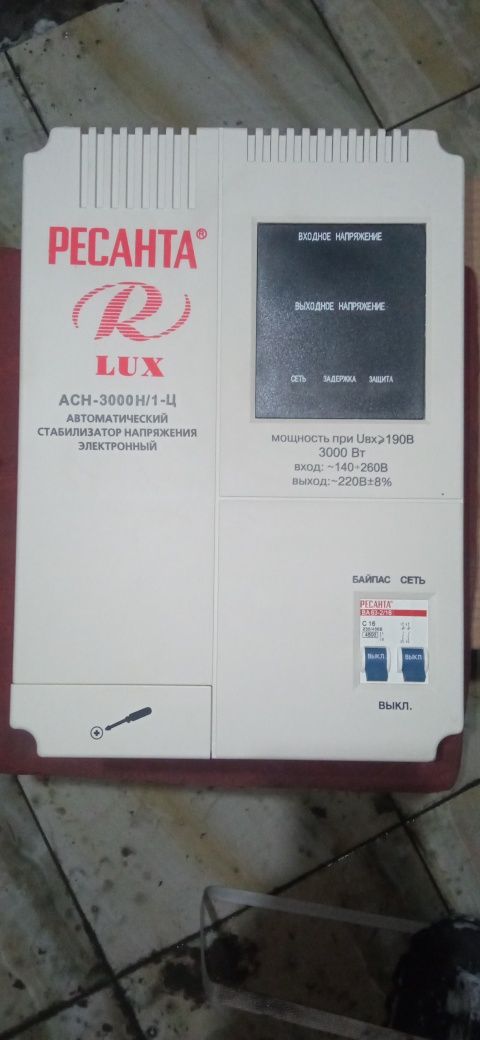 РЕСАНТА®
R
LUX
АСН-3000Н/1-Ц
АВТОМАТИЧЕСКИЙ
СТАБИЛИЗАТОР НАПРЯЖЕНИЯ
ЭЛЕКТРОННЫЙ
ВХОДНОЕ НАПРЯЖЕНИЕ
ВЫХОДНОЕ НАПРЯЖЕНИЕ
СЕТЬ ЗАДЕРЖКА ЗАЩИТА
мощность при Uвх⩾190В
3000 Вт
вход: ~140÷260В
выход:~220В±8%
БАЙПАС СЕТЬ
РЕСАНТА
C 16
4500
ВЫКЛ. ВЫКЛ.
ВЫКЛ.